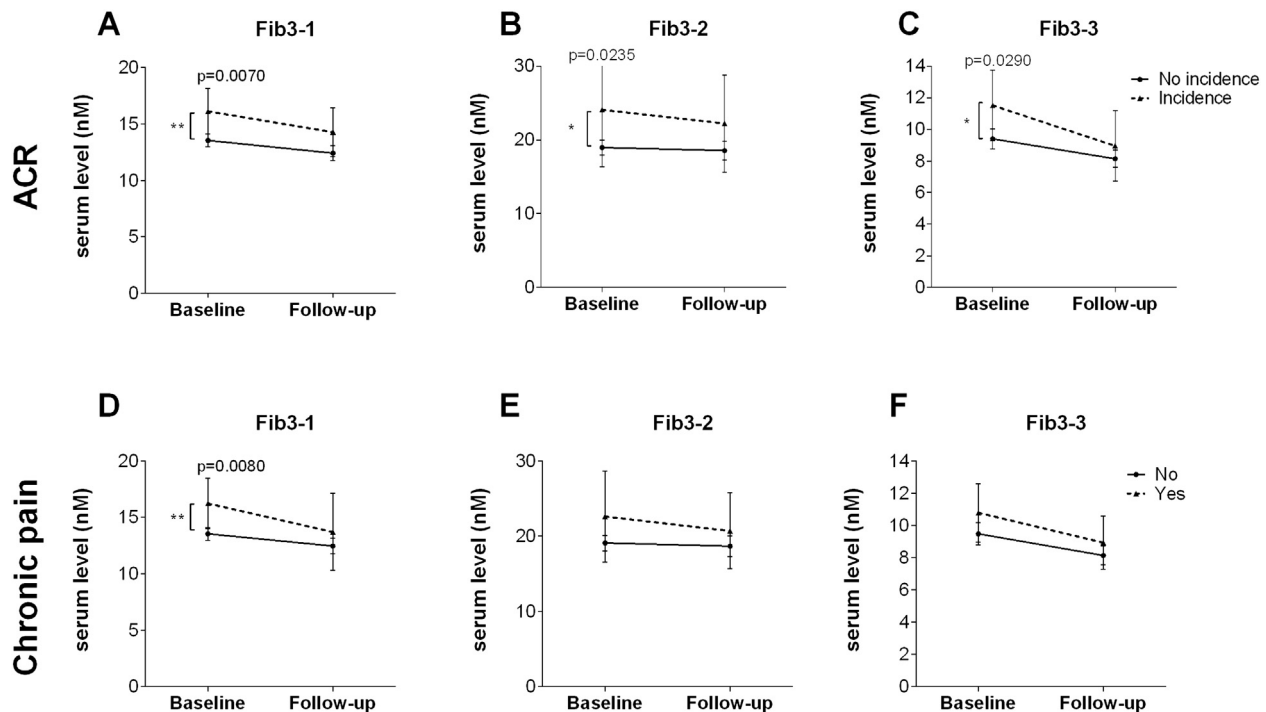 A
Fib3-1
B
Fib3-2
C
Fib3-3
ACR
serum level (nM)
20
15
10
5
0
p=0.0070
**
Baseline
Follow-up
serum level (nM)
30
20
10
0
p=0.0235
*
Baseline
Follow-up
serum level (nM)
14
12
10
8
6
4
2
0
p=0.0290
*
Baseline
Follow-up
No incidence
Incidence
D
Fib3-1
E
Fib3-2
F
Fib3-3
Chronic pain
serum level (nM)
20
15
10
5
0
p=0.0080
**
Baseline
Follow-up
serum level (nM)
30
20
10
0
Baseline
Follow-up
serum level (nM)
14
12
10
8
6
4
2
0
Baseline
Follow-up
No
Yes